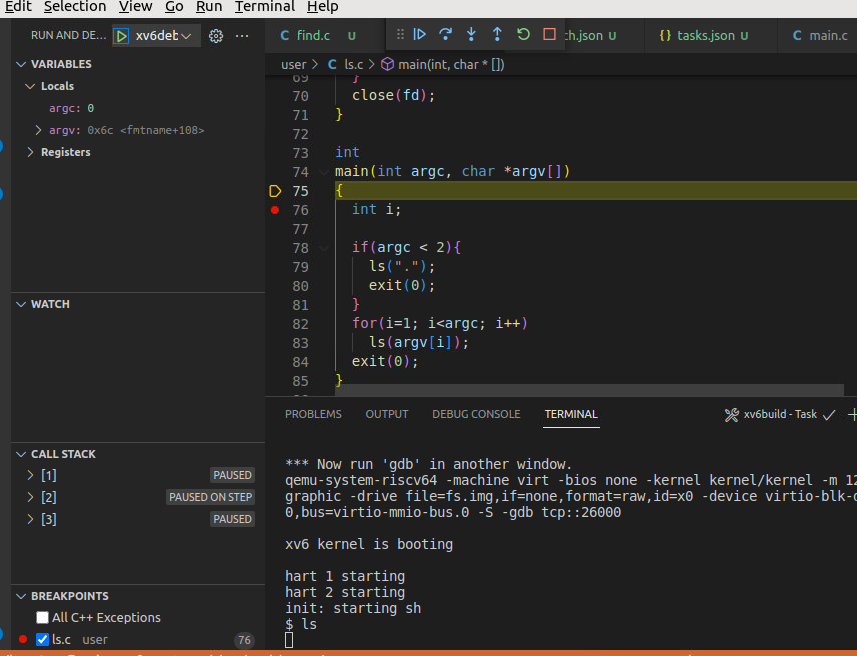 Edit Selection View Go Run Terminal Help
RUN AND DE... xv6deb ...
C find.c U
ch.json U
{} tasks.json U
C main.c
VARIABLES
Locals
argc: 0
argv: 0x6c <fmtname+108>
Registers
WATCH
CALL STACK
[1] PAUSED
[2] PAUSED ON STEP
[3] PAUSED
BREAKPOINTS
All C++ Exceptions
ls.c user 76
user > C ls.c > main(int, char * [])
69 }
70 close(fd);
71 }
72
73 int
74 main(int argc, char *argv[])
75 {
76 int i;
77
78 if(argc < 2){
79 ls(".");
80 exit(0);
81 }
82 for(i=1; i<argc; i++)
83 ls(argv[i]);
84 exit(0);
85 }
PROBLEMS OUTPUT DEBUG CONSOLE TERMINAL xv6build - Task
*** Now run 'gdb' in another window.
qemu-system-riscv64 -machine virt -bios none -kernel kernel/kernel -m 12
graphic -drive file=fs.img,if=none,format=raw,id=x0 -device virtio-blk-d
0,bus=virtio-mmio-bus.0 -S -gdb tcp::26000
xv6 kernel is booting
hart 1 starting
hart 2 starting
init: starting sh
$ ls